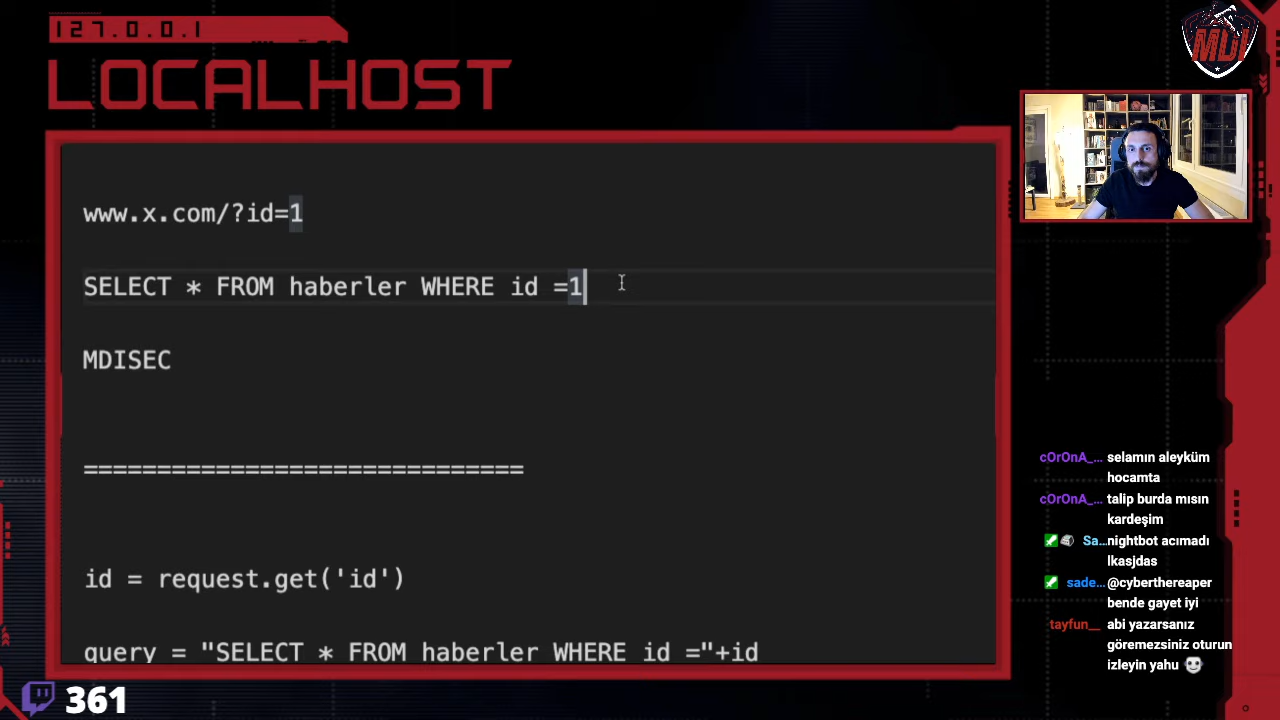 127.0.0.1
LOCALHOST
MDI
www.x.com/?id=1
SELECT * FROM haberler WHERE id =1
MDISEC
==============================
id = request.get('id')
query = "SELECT * FROM haberler WHERE id ="+id
cOrOnA_... selamın aleyküm
hocamta
cOrOnA_... talip burda mısın
kardeşim
Sa... nightbot acımadı
lkasjdas
sade... @cyberthereaper
bende gayet iyi
tayfun__ abi yazarsanız
göremezsiniz oturun
izleyin yahu
361